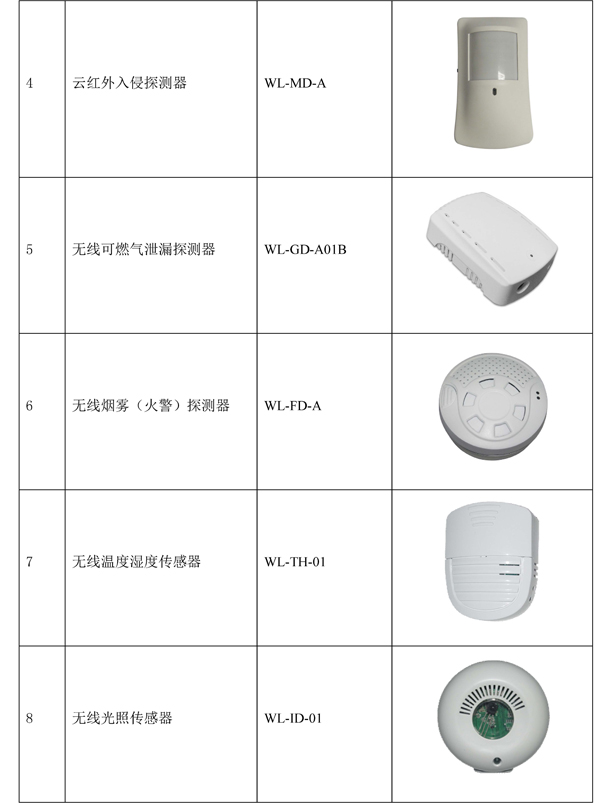 4 云红外入侵探测器 WL-MD-A
5 无线可燃气泄漏探测器 WL-GD-A01B
6 无线烟雾（火警）探测器 WL-FD-A
7 无线温度湿度传感器 WL-TH-01
8 无线光照传感器 WL-ID-01